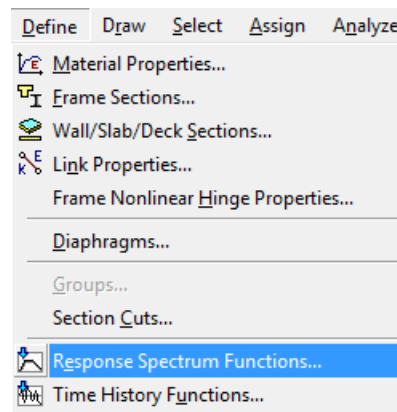 Define Draw Select Assign Analyze
Material Properties...
Frame Sections...
Wall/Slab/Deck Sections...
Link Properties...
Frame Nonlinear Hinge Properties...
Diaphragms...
Groups...
Section Cuts...
Response Spectrum Functions...
Time History Functions...